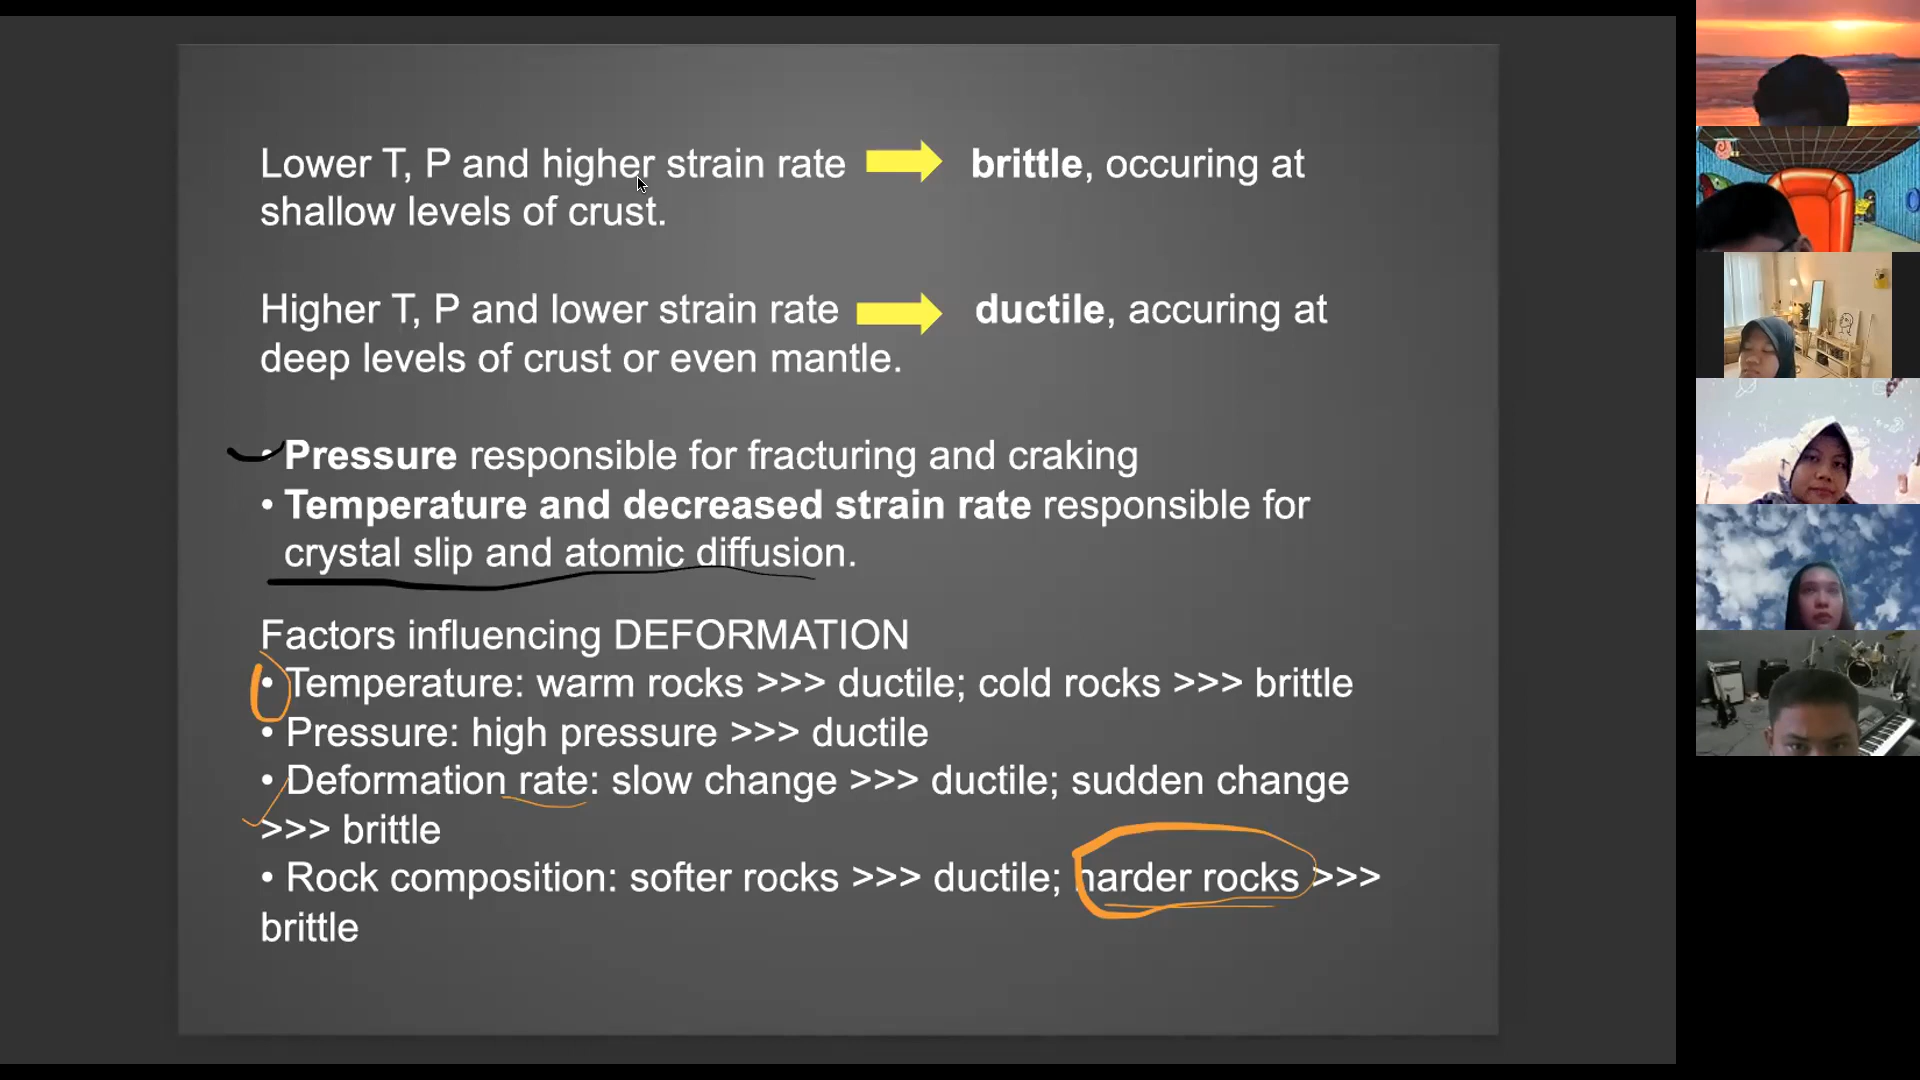 Lower T, P and higher strain rate brittle, occuring at
shallow levels of crust.
Higher T, P and lower strain rate ductile, accuring at
deep levels of crust or even mantle.
• Pressure responsible for fracturing and craking
• Temperature and decreased strain rate responsible for
crystal slip and atomic diffusion.
Factors influencing DEFORMATION
• Temperature: warm rocks >>> ductile; cold rocks >>> brittle
• Pressure: high pressure >>> ductile
• Deformation rate: slow change >>> ductile; sudden change
>>> brittle
• Rock composition: softer rocks >>> ductile; harder rocks >>>
brittle